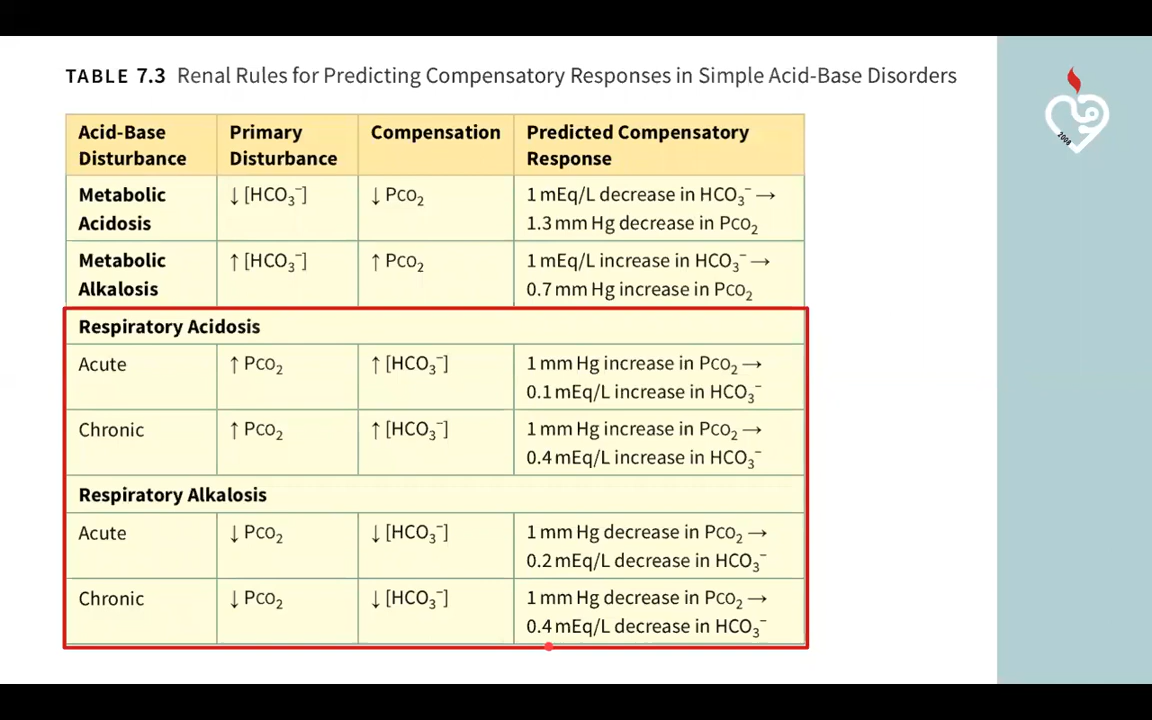 TABLE 7.3 Renal Rules for Predicting Compensatory Responses in Simple Acid-Base Disorders
Acid-Base Disturbance Primary Disturbance Compensation Predicted Compensatory Response
Metabolic Acidosis ↓ [HCO₃⁻] ↓ PCO₂ 1 mEq/L decrease in HCO₃⁻ →
1.3 mm Hg decrease in PCO₂
Metabolic Alkalosis ↑ [HCO₃⁻] ↑ PCO₂ 1 mEq/L increase in HCO₃⁻ →
0.7 mm Hg increase in PCO₂
Respiratory Acidosis
Acute ↑ PCO₂ ↑ [HCO₃⁻] 1 mm Hg increase in PCO₂ →
0.1 mEq/L increase in HCO₃⁻
Chronic ↑ PCO₂ ↑ [HCO₃⁻] 1 mm Hg increase in PCO₂ →
0.4 mEq/L increase in HCO₃⁻
Respiratory Alkalosis
Acute ↓ PCO₂ ↓ [HCO₃⁻] 1 mm Hg decrease in PCO₂ →
0.2 mEq/L decrease in HCO₃⁻
Chronic ↓ PCO₂ ↓ [HCO₃⁻] 1 mm Hg decrease in PCO₂ →
0.4 mEq/L decrease in HCO₃⁻